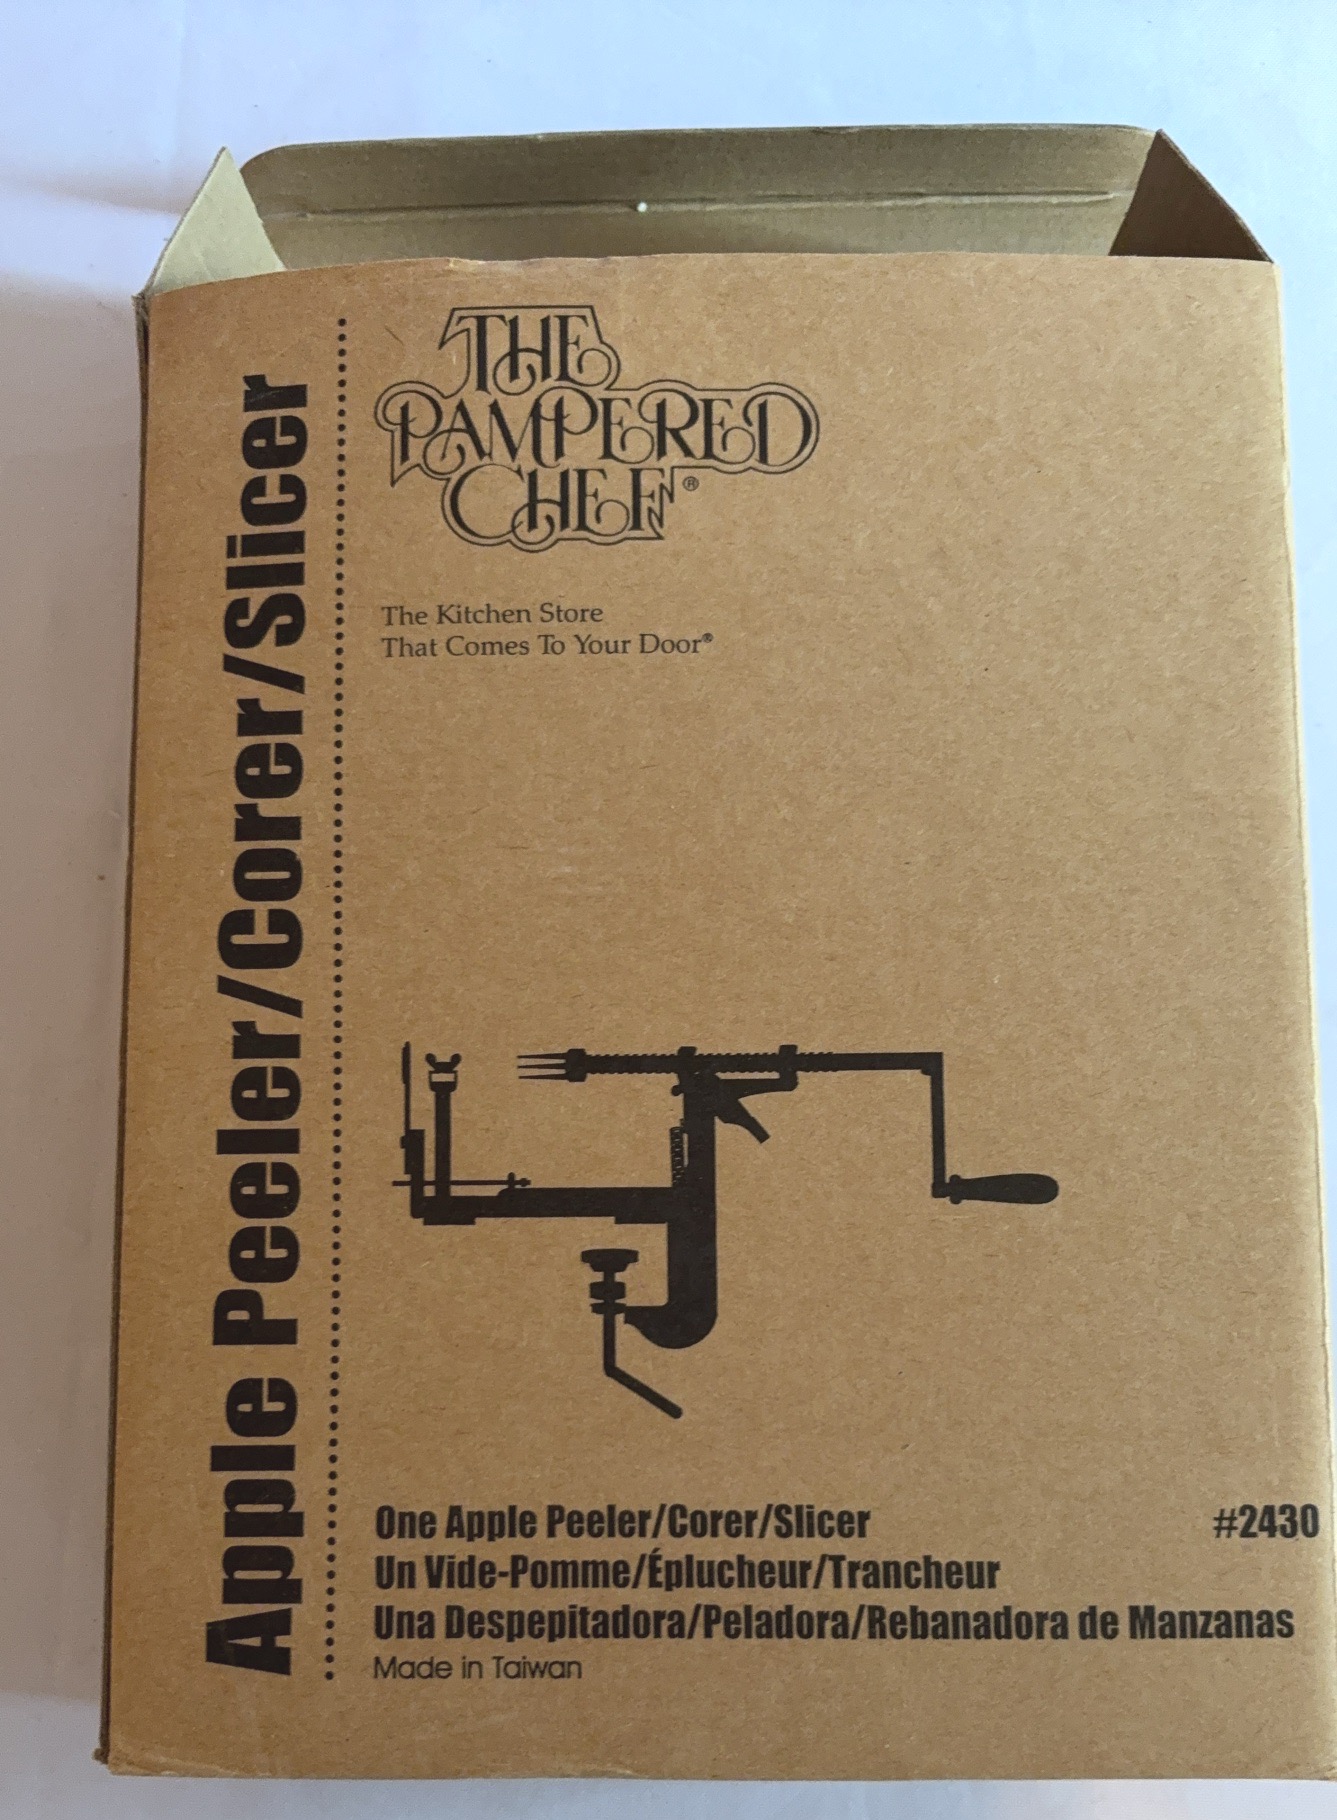 Apple Peeler/Corer/Slicer
THE
PAMPERED
CHEF®
The Kitchen Store
That Comes To Your Door®
One Apple Peeler/Corer/Slicer #2430
Un Vide-Pomme/Éplucheur/Trancheur
Una Despepitadora/Peladora/Rebanadora de Manzanas
Made in Taiwan